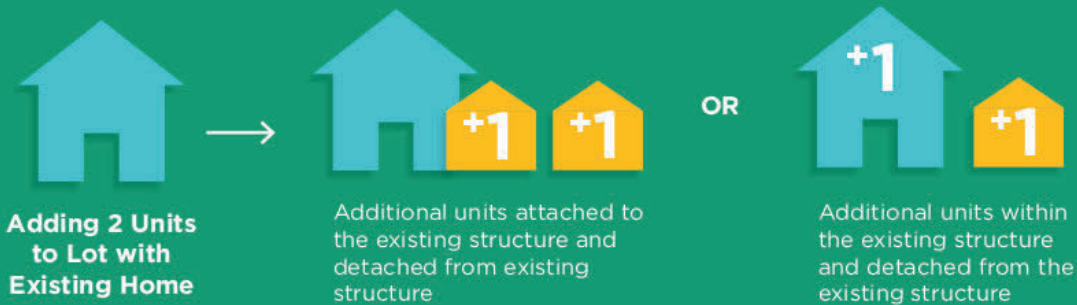 Adding 2 Units
to Lot with
Existing Home
+1
+1
Additional units attached to
the existing structure and
detached from existing
structure
OR
+1
+1
Additional units within
the existing structure
and detached from the
existing structure